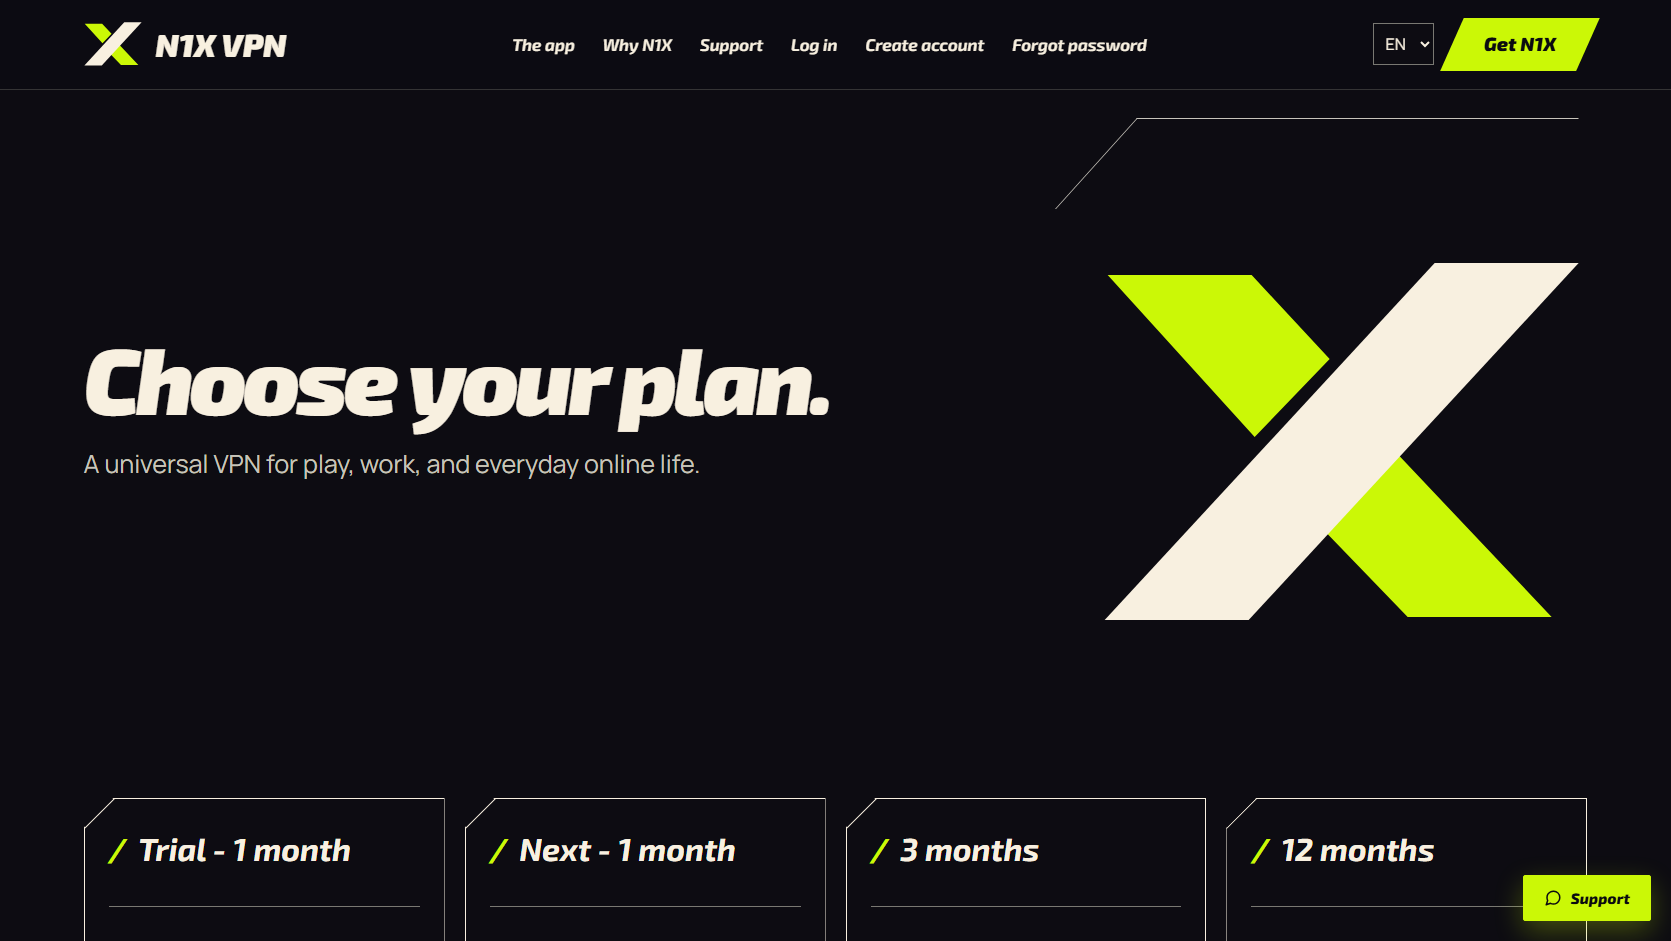 N1X VPN
The app
Why N1X
Support
Log in
Create account
Forgot password
EN
Get N1X
Choose your plan.
A universal VPN for play, work, and everyday online life.
/ Trial - 1 month
/ Next - 1 month
/ 3 months
/ 12 months
Support